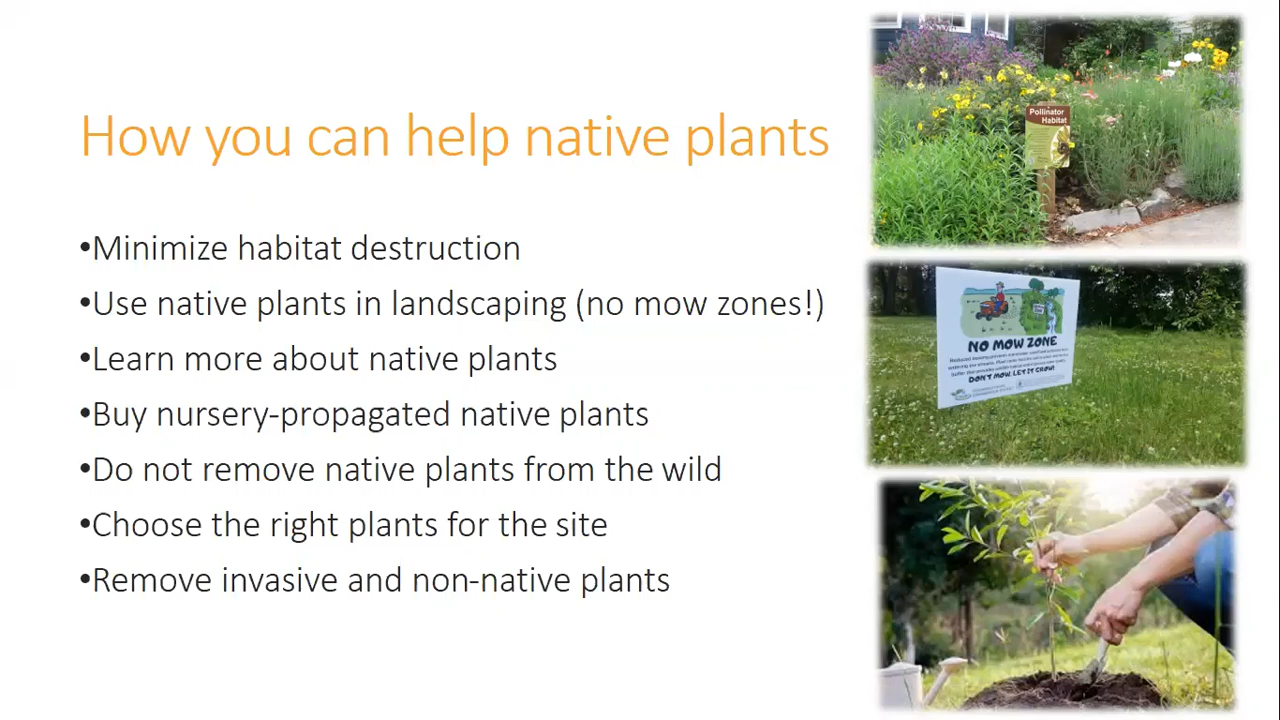 How you can help native plants
•Minimize habitat destruction
•Use native plants in landscaping (no mow zones!)
•Learn more about native plants
•Buy nursery-propagated native plants
•Do not remove native plants from the wild
•Choose the right plants for the site
•Remove invasive and non-native plants
Pollinator
Habitat
NO MOW ZONE
DON'T MOW, LET IT GROW!